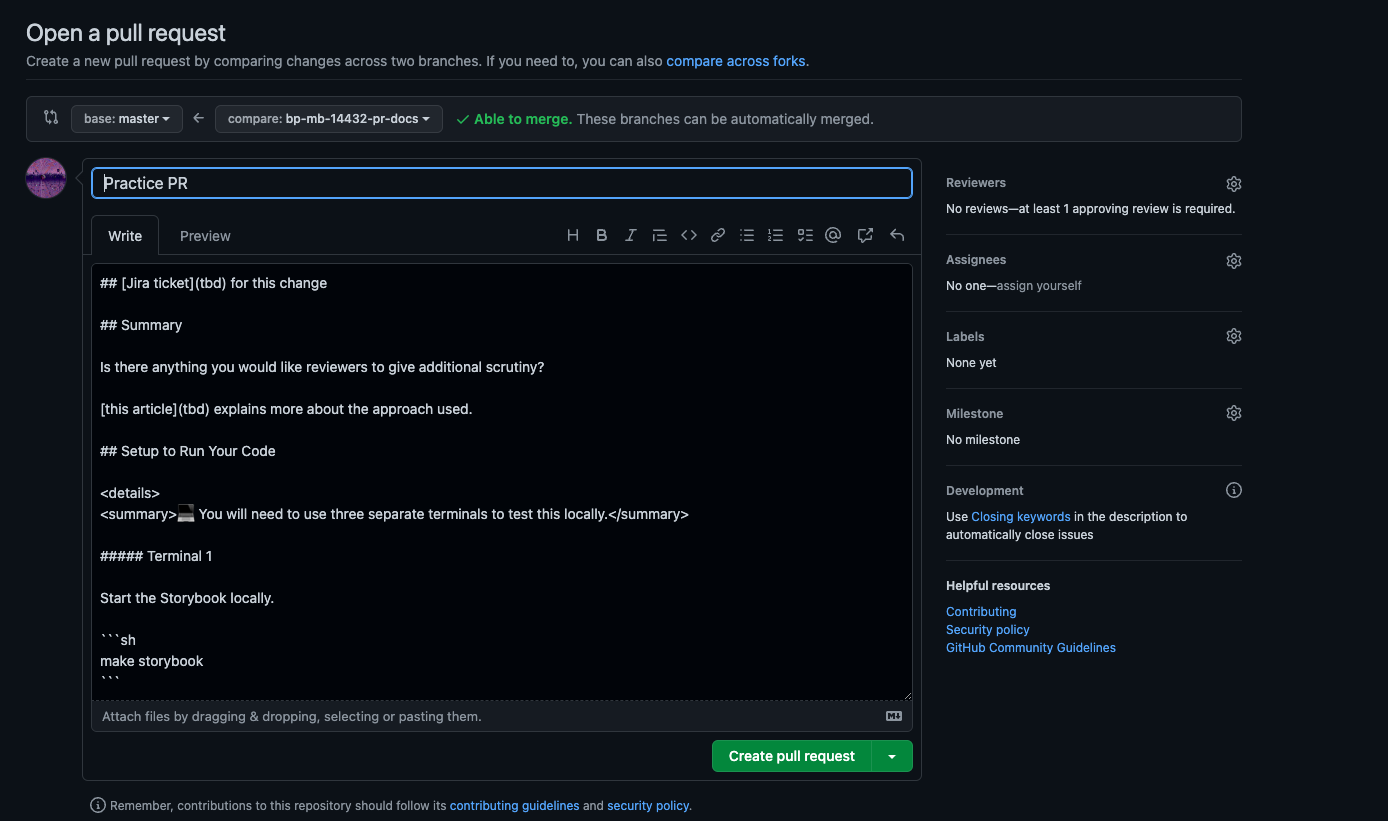 Open a pull request
Create a new pull request by comparing changes across two branches. If you need to, you can also compare across forks.
base: master
compare: bp-mb-14432-pr-docs
Able to merge. These branches can be automatically merged.
Practice PR
Write
Preview
## [Jira ticket](tbd) for this change
## Summary
Is there anything you would like reviewers to give additional scrutiny?
[this article](tbd) explains more about the approach used.
## Setup to Run Your Code
<details>
<summary>💻 You will need to use three separate terminals to test this locally.</summary>
##### Terminal 1
Start the Storybook locally.
```sh
make storybook
```
Attach files by dragging & dropping, selecting or pasting them.
Create pull request
Remember, contributions to this repository should follow its contributing guidelines and security policy.
Reviewers
No reviews—at least 1 approving review is required.
Assignees
No one—assign yourself
Labels
None yet
Milestone
No milestone
Development
Use Closing keywords in the description to
automatically close issues
Helpful resources
Contributing
Security policy
GitHub Community Guidelines